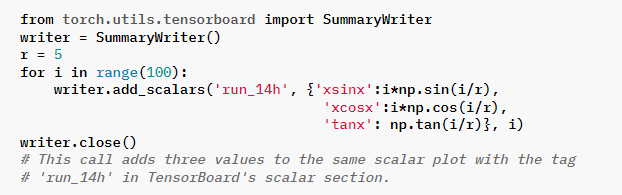 from torch.utils.tensorboard import SummaryWriter
writer = SummaryWriter()
r = 5
for i in range(100):
    writer.add_scalars('run_14h', {'xsinx':i*np.sin(i/r),
                                    'xcosx':i*np.cos(i/r),
                                    'tanx': np.tan(i/r)}, i)
writer.close()
# This call adds three values to the same scalar plot with the tag
# 'run_14h' in TensorBoard's scalar section.